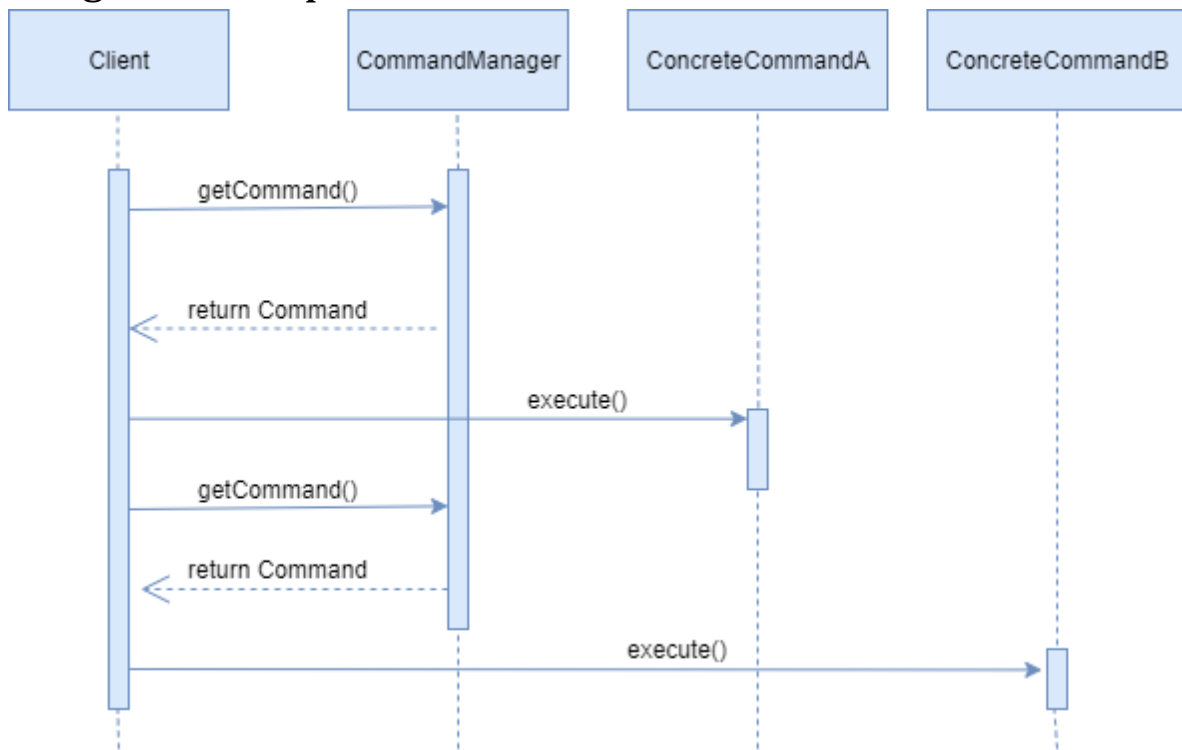 Client CommandManager ConcreteCommandA ConcreteCommandB
getCommand()
return Command
execute()
getCommand()
return Command
execute()